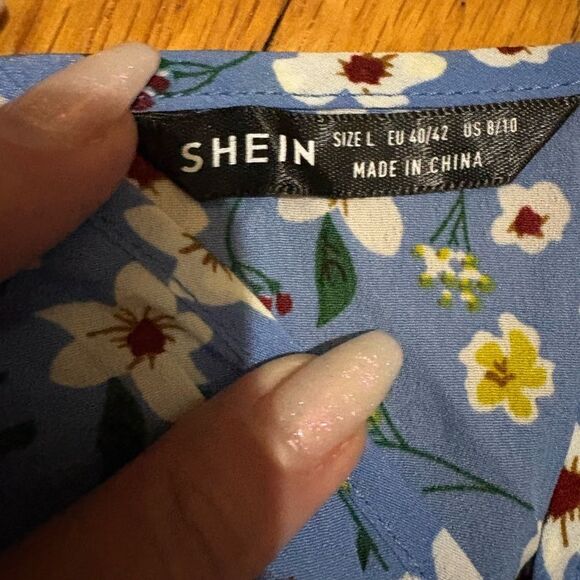 SHEIN
SIZE L EU 40/42 US 8/10
MADE IN CHINA